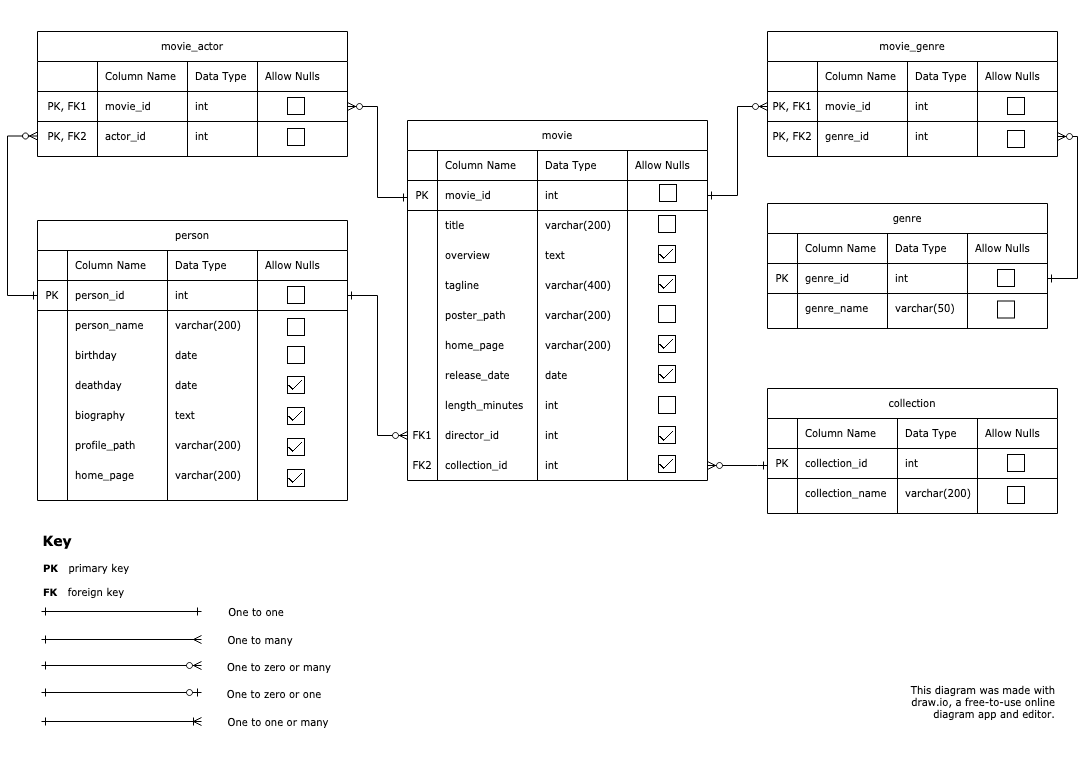 movie_actor
Column Name Data Type Allow Nulls
PK, FK1 movie_id int
PK, FK2 actor_id int
person
Column Name Data Type Allow Nulls
PK person_id int
person_name varchar(200)
birthday date
deathday date
biography text
profile_path varchar(200)
home_page varchar(200)
movie
Column Name Data Type Allow Nulls
PK movie_id int
title varchar(200)
overview text
tagline varchar(400)
poster_path varchar(200)
home_page varchar(200)
release_date date
length_minutes int
FK1 director_id int
FK2 collection_id int
movie_genre
Column Name Data Type Allow Nulls
PK, FK1 movie_id int
PK, FK2 genre_id int
genre
Column Name Data Type Allow Nulls
PK genre_id int
genre_name varchar(50)
collection
Column Name Data Type Allow Nulls
PK collection_id int
collection_name varchar(200)
Key
PK primary key
FK foreign key
One to one
One to many
One to zero or many
One to zero or one
One to one or many
This diagram was made with
draw.io, a free-to-use online
diagram app and editor.